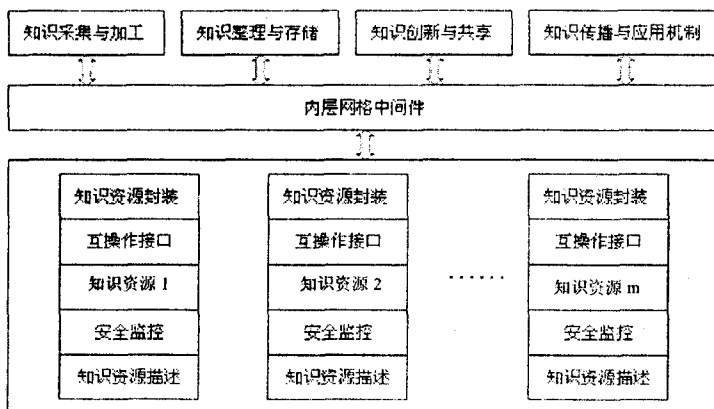 知识采集与加工 知识整理与存储 知识创新与共享 知识传播与应用机制
内层网格中间件
知识资源封装 知识资源封装 知识资源封装
互操作接口 互操作接口 互操作接口
知识资源 1 知识资源 2 …… 知识资源 m
安全监控 安全监控 安全监控
知识资源描述 知识资源描述 知识资源描述